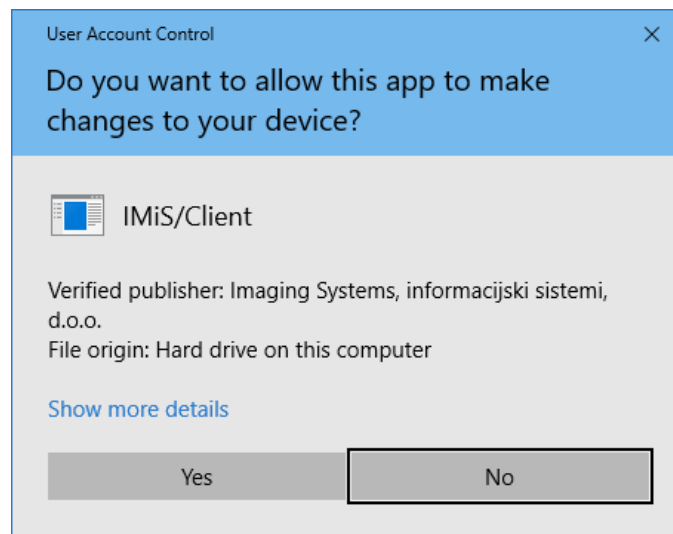 User Account Control
Do you want to allow this app to make
changes to your device?
IMiS/Client
Verified publisher: Imaging Systems, informacijski sistemi,
d.o.o.
File origin: Hard drive on this computer
Show more details
Yes
No